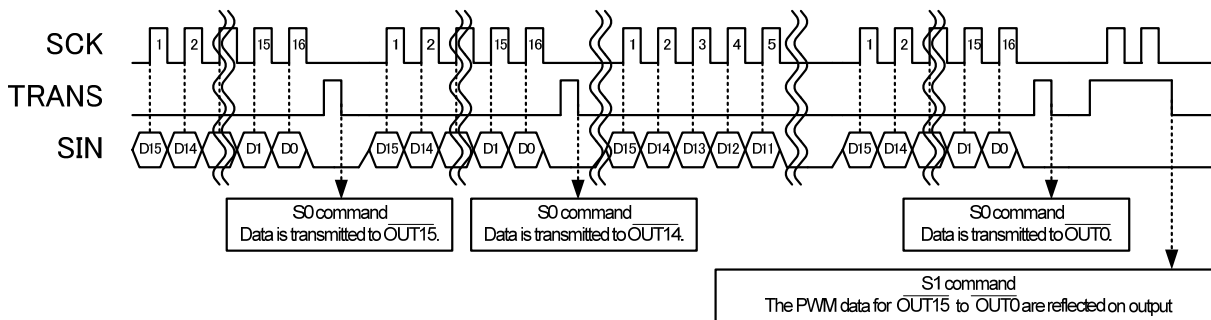 SCK 1 2 15 16 1 2 15 16 1 2 3 4 5 1 2 15 16
TRANS
SIN D15 D14 D1 D0 D15 D14 D1 D0 D15 D14 D13 D12 D11 D15 D14 D1 D0
S0 command
Data is transmitted to OUT15.
S0 command
Data is transmitted to OUT14.
S0 command
Data is transmitted to OUT0.
S1 command
The PWM data for OUT15 to OUT0 are reflected on output